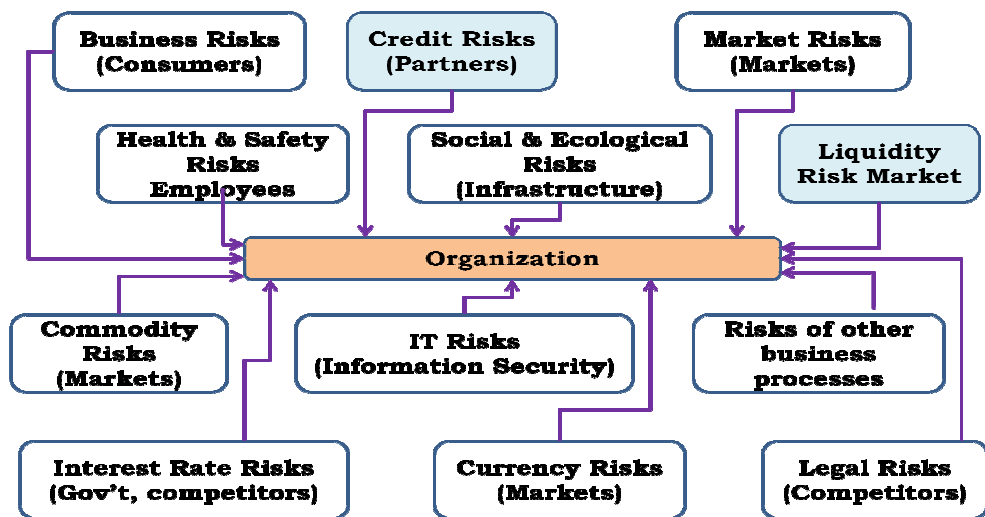 Business Risks
(Consumers)
Credit Risks
(Partners)
Market Risks
(Markets)
Health & Safety
Risks
Employees
Social & Ecological
Risks
(Infrastructure)
Liquidity
Risk Market
Organization
Commodity
Risks
(Markets)
IT Risks
(Information Security)
Risks of other
business
processes
Interest Rate Risks
(Gov't, competitors)
Currency Risks
(Markets)
Legal Risks
(Competitors)